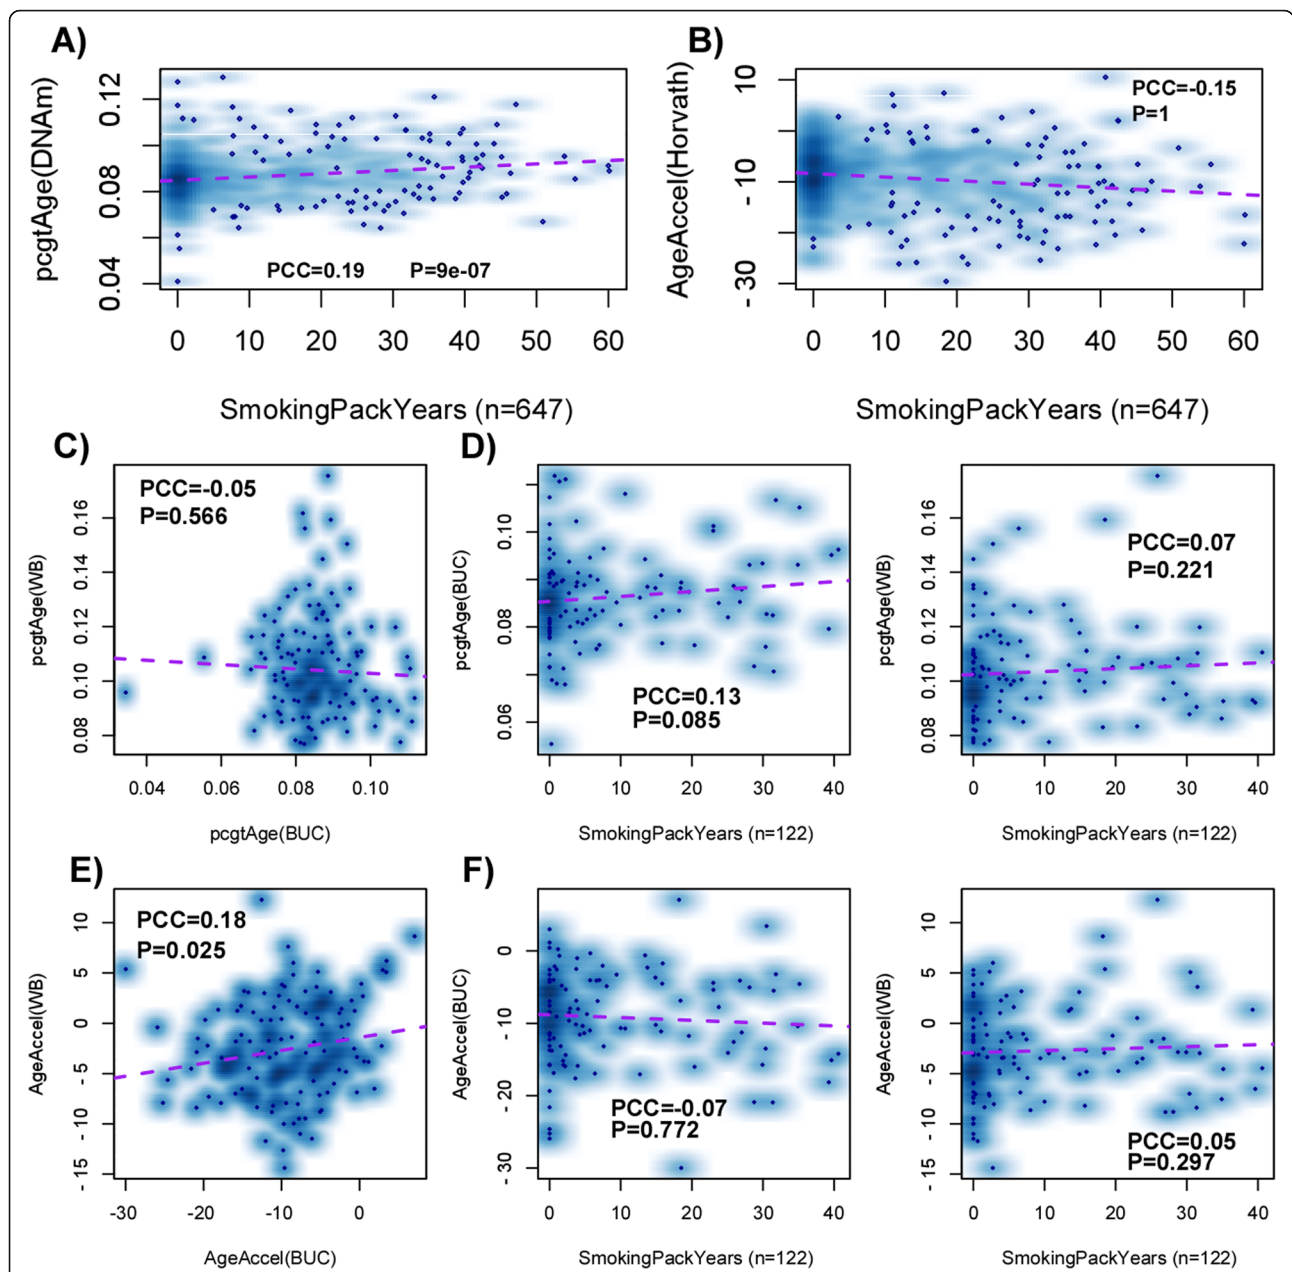 A)
pcgtAge(DNAm)
0.12
0.08
0.04
PCC=0.19 P=9e-07
0 10 20 30 40 50 60
SmokingPackYears (n=647)
B)
AgeAccel(Horvath)
10
-10
-30
PCC=-0.15
P=1
0 10 20 30 40 50 60
SmokingPackYears (n=647)
C)
pcgtAge(WB)
0.16
0.14
0.12
0.10
0.08
PCC=-0.05
P=0.566
0.04 0.06 0.08 0.10
pcgtAge(BUC)
D)
pcgtAge(BUC)
0.10
0.08
0.06
PCC=0.13
P=0.085
0 10 20 30 40
SmokingPackYears (n=122)
pcgtAge(WB)
0.16
0.14
0.12
0.10
0.08
PCC=0.07
P=0.221
0 10 20 30 40
SmokingPackYears (n=122)
E)
AgeAccel(WB)
10
5
0
-5
-10
-15
PCC=0.18
P=0.025
-30 -20 -10 0
AgeAccel(BUC)
F)
AgeAccel(BUC)
0
-10
-20
-30
PCC=-0.07
P=0.772
0 10 20 30 40
SmokingPackYears (n=122)
AgeAccel(WB)
10
5
0
-5
-10
-15
PCC=0.05
P=0.297
0 10 20 30 40
SmokingPackYears (n=122)